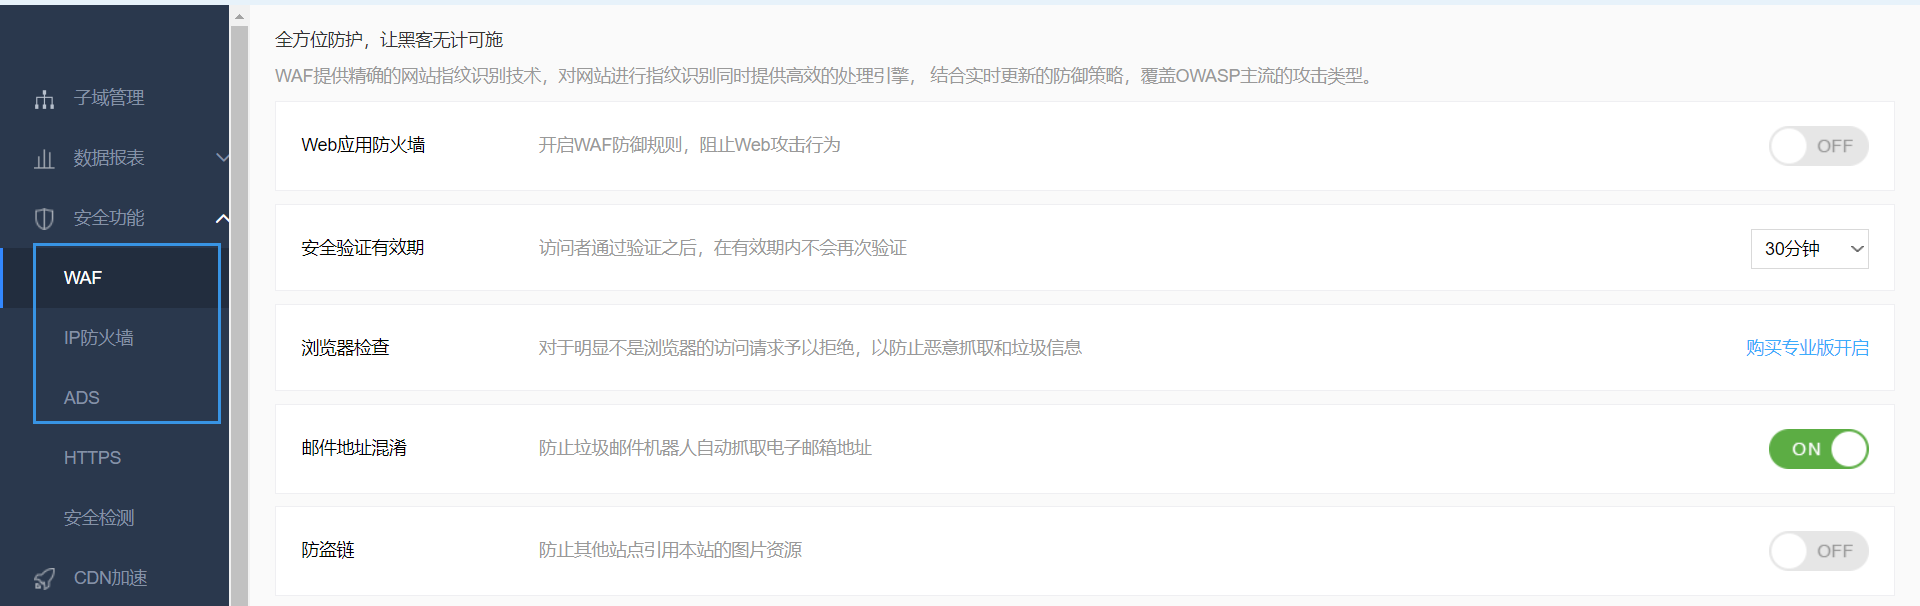 子域管理
数据报表
安全功能
WAF
IP防火墙
ADS
HTTPS
安全检测
CDN加速
全方位防护，让黑客无计可施
WAF提供精确的网站指纹识别技术，对网站进行指纹识别同时提供高效的处理引擎， 结合实时更新的防御策略，覆盖OWASP主流的攻击类型。
Web应用防火墙 开启WAF防御规则，阻止Web攻击行为 OFF
安全验证有效期 访问者通过验证之后，在有效期内不会再次验证 30分钟
浏览器检查 对于明显不是浏览器的访问请求予以拒绝，以防止恶意抓取和垃圾信息 购买专业版开启
邮件地址混淆 防止垃圾邮件机器人自动抓取电子邮箱地址 ON
防盗链 防止其他站点引用本站的图片资源 OFF